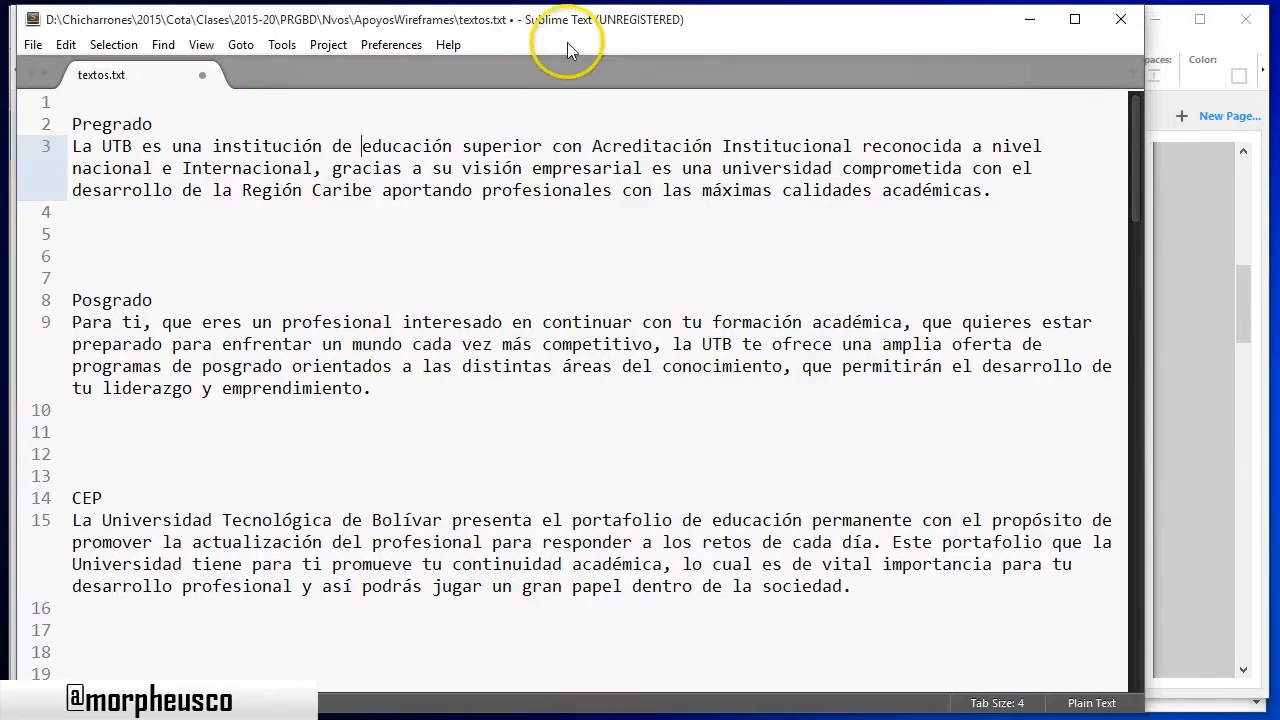 D:\Chicharrones\2015\Cota\Clases\2015-20\PRGBD\Nvos\ApoyosWireframes\textos.txt • - Sublime Text (UNREGISTERED)
File Edit Selection Find View Goto Tools Project Preferences Help
paces: Color:
textos.txt
New Page...
1
2 Pregrado
3 La UTB es una institución de educación superior con Acreditación Institucional reconocida a nivel
nacional e Internacional, gracias a su visión empresarial es una universidad comprometida con el
desarrollo de la Región Caribe aportando profesionales con las máximas calidades académicas.
4
5
6
7
8 Posgrado
9 Para ti, que eres un profesional interesado en continuar con tu formación académica, que quieres estar
preparado para enfrentar un mundo cada vez más competitivo, la UTB te ofrece una amplia oferta de
programas de posgrado orientados a las distintas áreas del conocimiento, que permitirán el desarrollo de
tu liderazgo y emprendimiento.
10
11
12
13
14 CEP
15 La Universidad Tecnológica de Bolívar presenta el portafolio de educación permanente con el propósito de
promover la actualización del profesional para responder a los retos de cada día. Este portafolio que la
Universidad tiene para ti promueve tu continuidad académica, lo cual es de vital importancia para tu
desarrollo profesional y así podrás jugar un gran papel dentro de la sociedad.
16
17
18
19
@morpheusco
Tab Size: 4 Plain Text